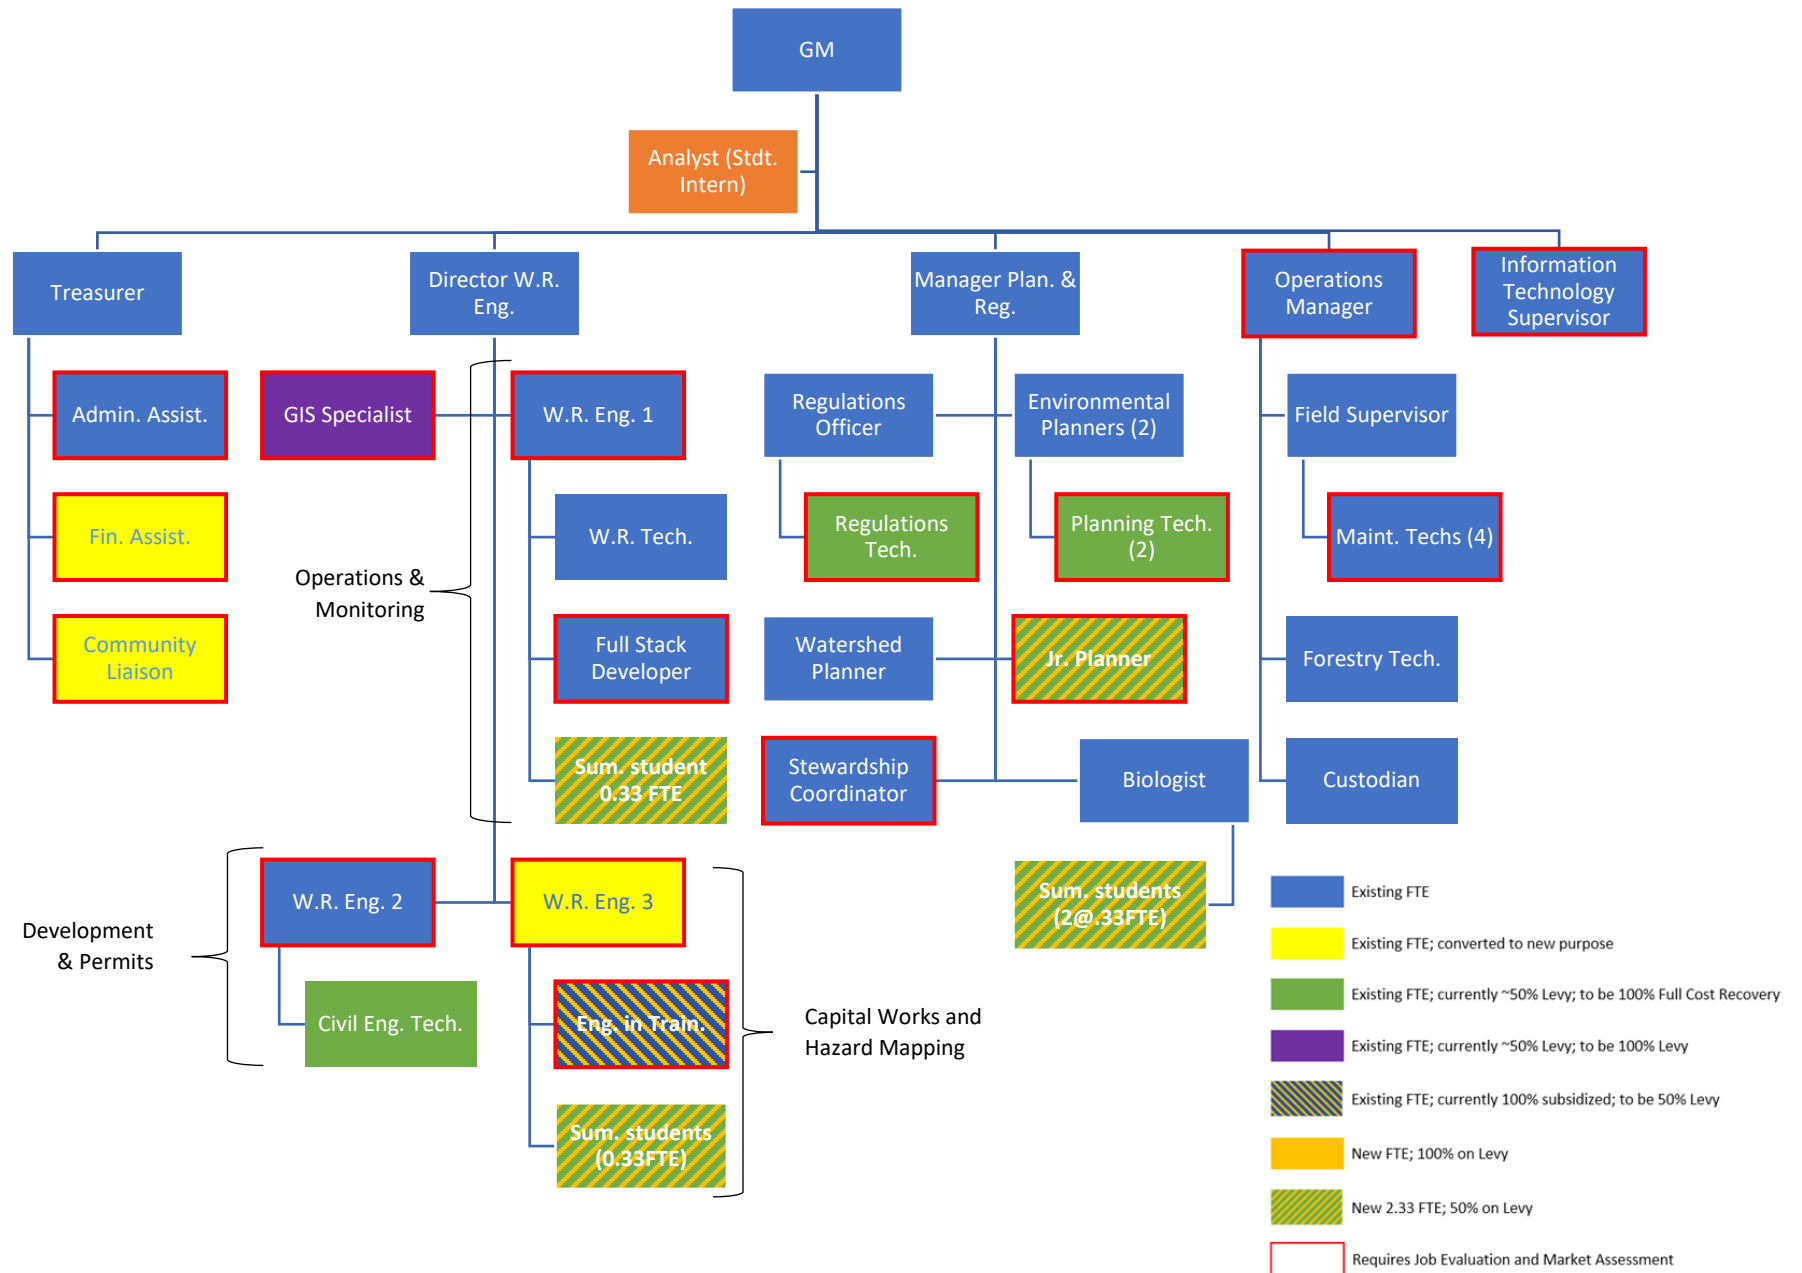 GM
Analyst (Stdt.
Intern)
Treasurer
Director W.R.
Eng.
Manager Plan. &
Reg.
Operations
Manager
Information
Technology
Supervisor
Admin. Assist.
GIS Specialist
W.R. Eng. 1
Regulations
Officer
Environmental
Planners (2)
Field Supervisor
Fin. Assist.
W.R. Tech.
Regulations
Tech.
Planning Tech.
(2)
Maint. Techs (4)
Operations &
Monitoring
Community
Liaison
Full Stack
Developer
Watershed
Planner
Jr. Planner
Forestry Tech.
Sum. student
0.33 FTE
Stewardship
Coordinator
Biologist
Custodian
Development
& Permits
W.R. Eng. 2
W.R. Eng. 3
Sum. students
(2@.33FTE)
Civil Eng. Tech.
Eng. in Train.
Capital Works and
Hazard Mapping
Sum. students
(0.33FTE)
Existing FTE
Existing FTE; converted to new purpose
Existing FTE; currently ~50% Levy; to be 100% Full Cost Recovery
Existing FTE; currently ~50% Levy; to be 100% Levy
Existing FTE; currently 100% subsidized; to be 50% Levy
New FTE; 100% on Levy
New 2.33 FTE; 50% on Levy
Requires Job Evaluation and Market Assessment